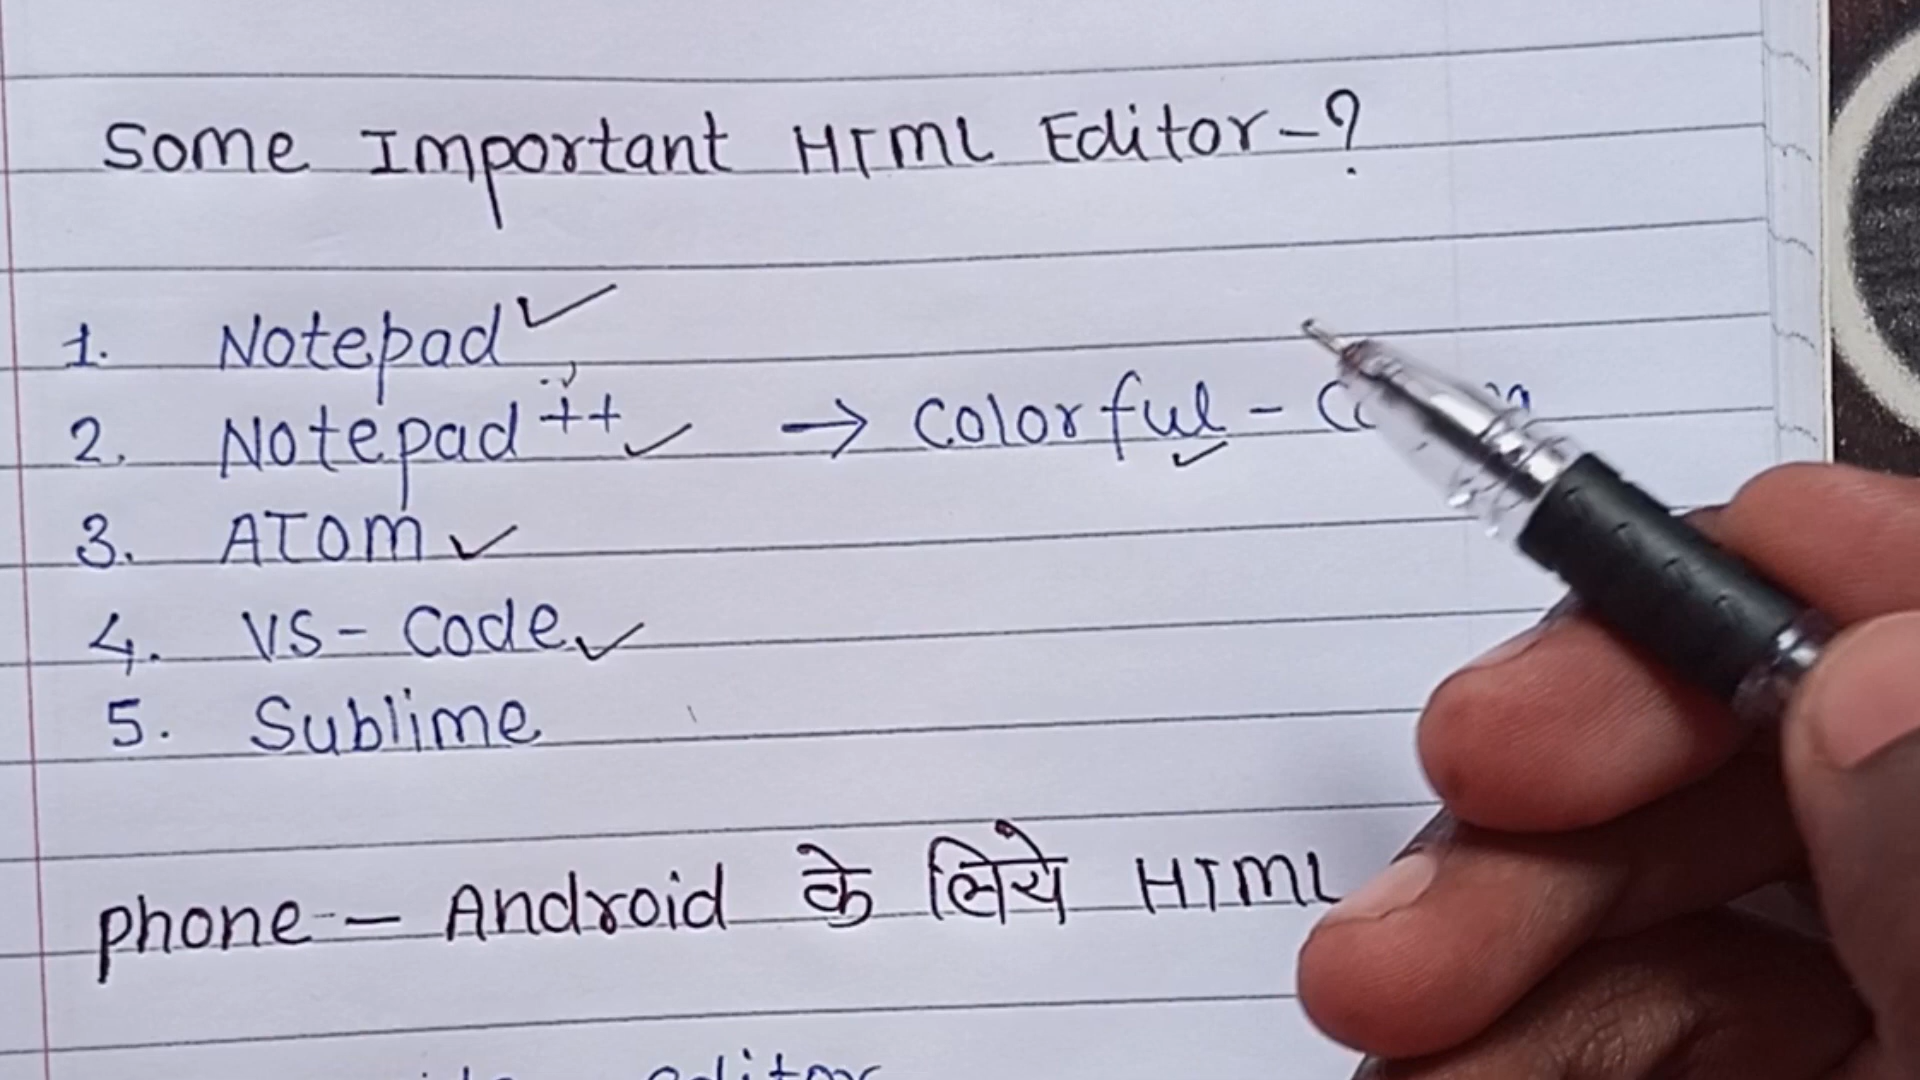 Some Important HTML Editor-?
1. Notepad
2. Notepad++ → Colorful -
3. ATOM
4. VS-Code
5. Sublime
phone - Android के लिये HTML
editor